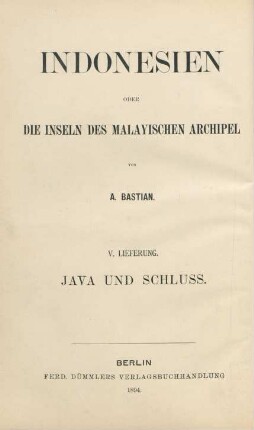 INDONESIEN
ODER
DIE INSELN DES MALAYISCHEN ARCHIPEL
VON
A. BASTIAN.
V. LIEFERUNG.
JAVA UND SCHLUSS.
BERLIN
FERD. DÜMMLERS VERLAGSBUCHHANDLUNG
1894.